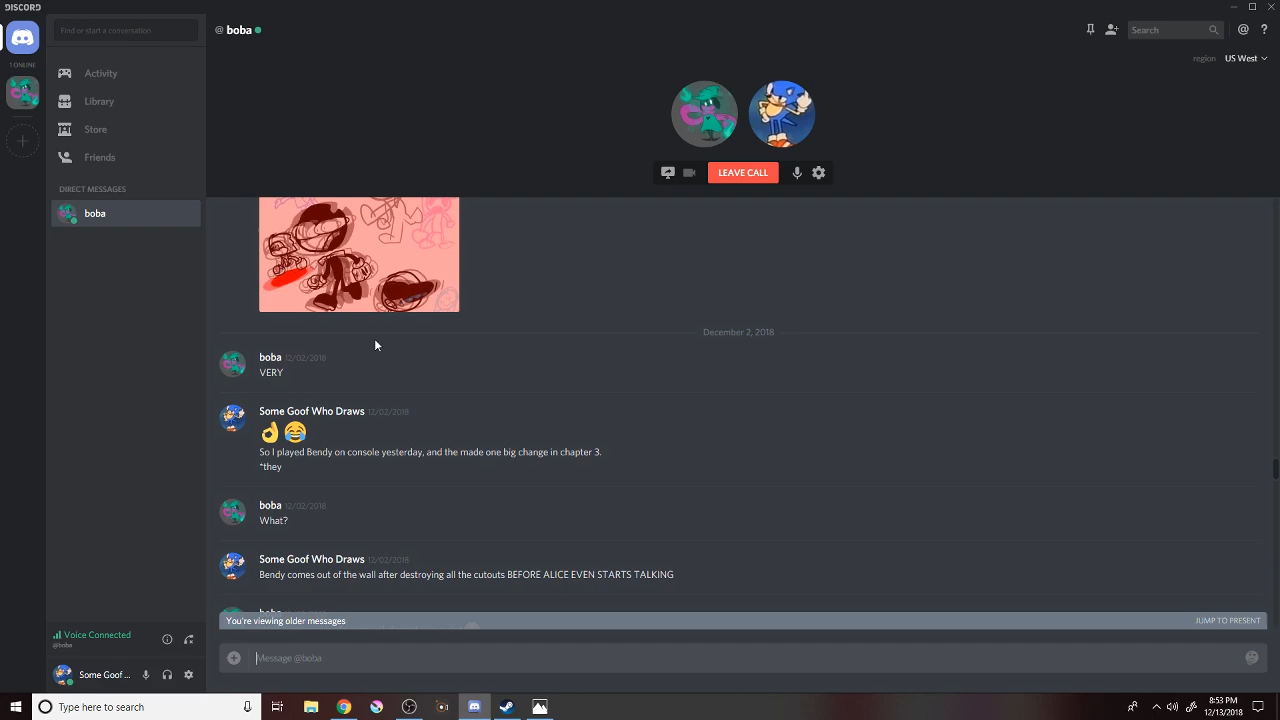 DISCORD
Find or start a conversation
@ boba
Search
region US West
1 ONLINE
Activity
Library
Store
Friends
DIRECT MESSAGES
boba
LEAVE CALL
December 2, 2018
boba 12/02/2018
VERY
Some Goof Who Draws 12/02/2018
So I played Bendy on console yesterday, and the made one big change in chapter 3.
*they
boba 12/02/2018
What?
Some Goof Who Draws 12/02/2018
Bendy comes out of the wall after destroying all the cutouts BEFORE ALICE EVEN STARTS TALKING
boba
You're viewing older messages
JUMP TO PRESENT
Voice Connected
@boba
Message @boba
Some Goof ...
Type here to search
8:53 PM
12/13/2018